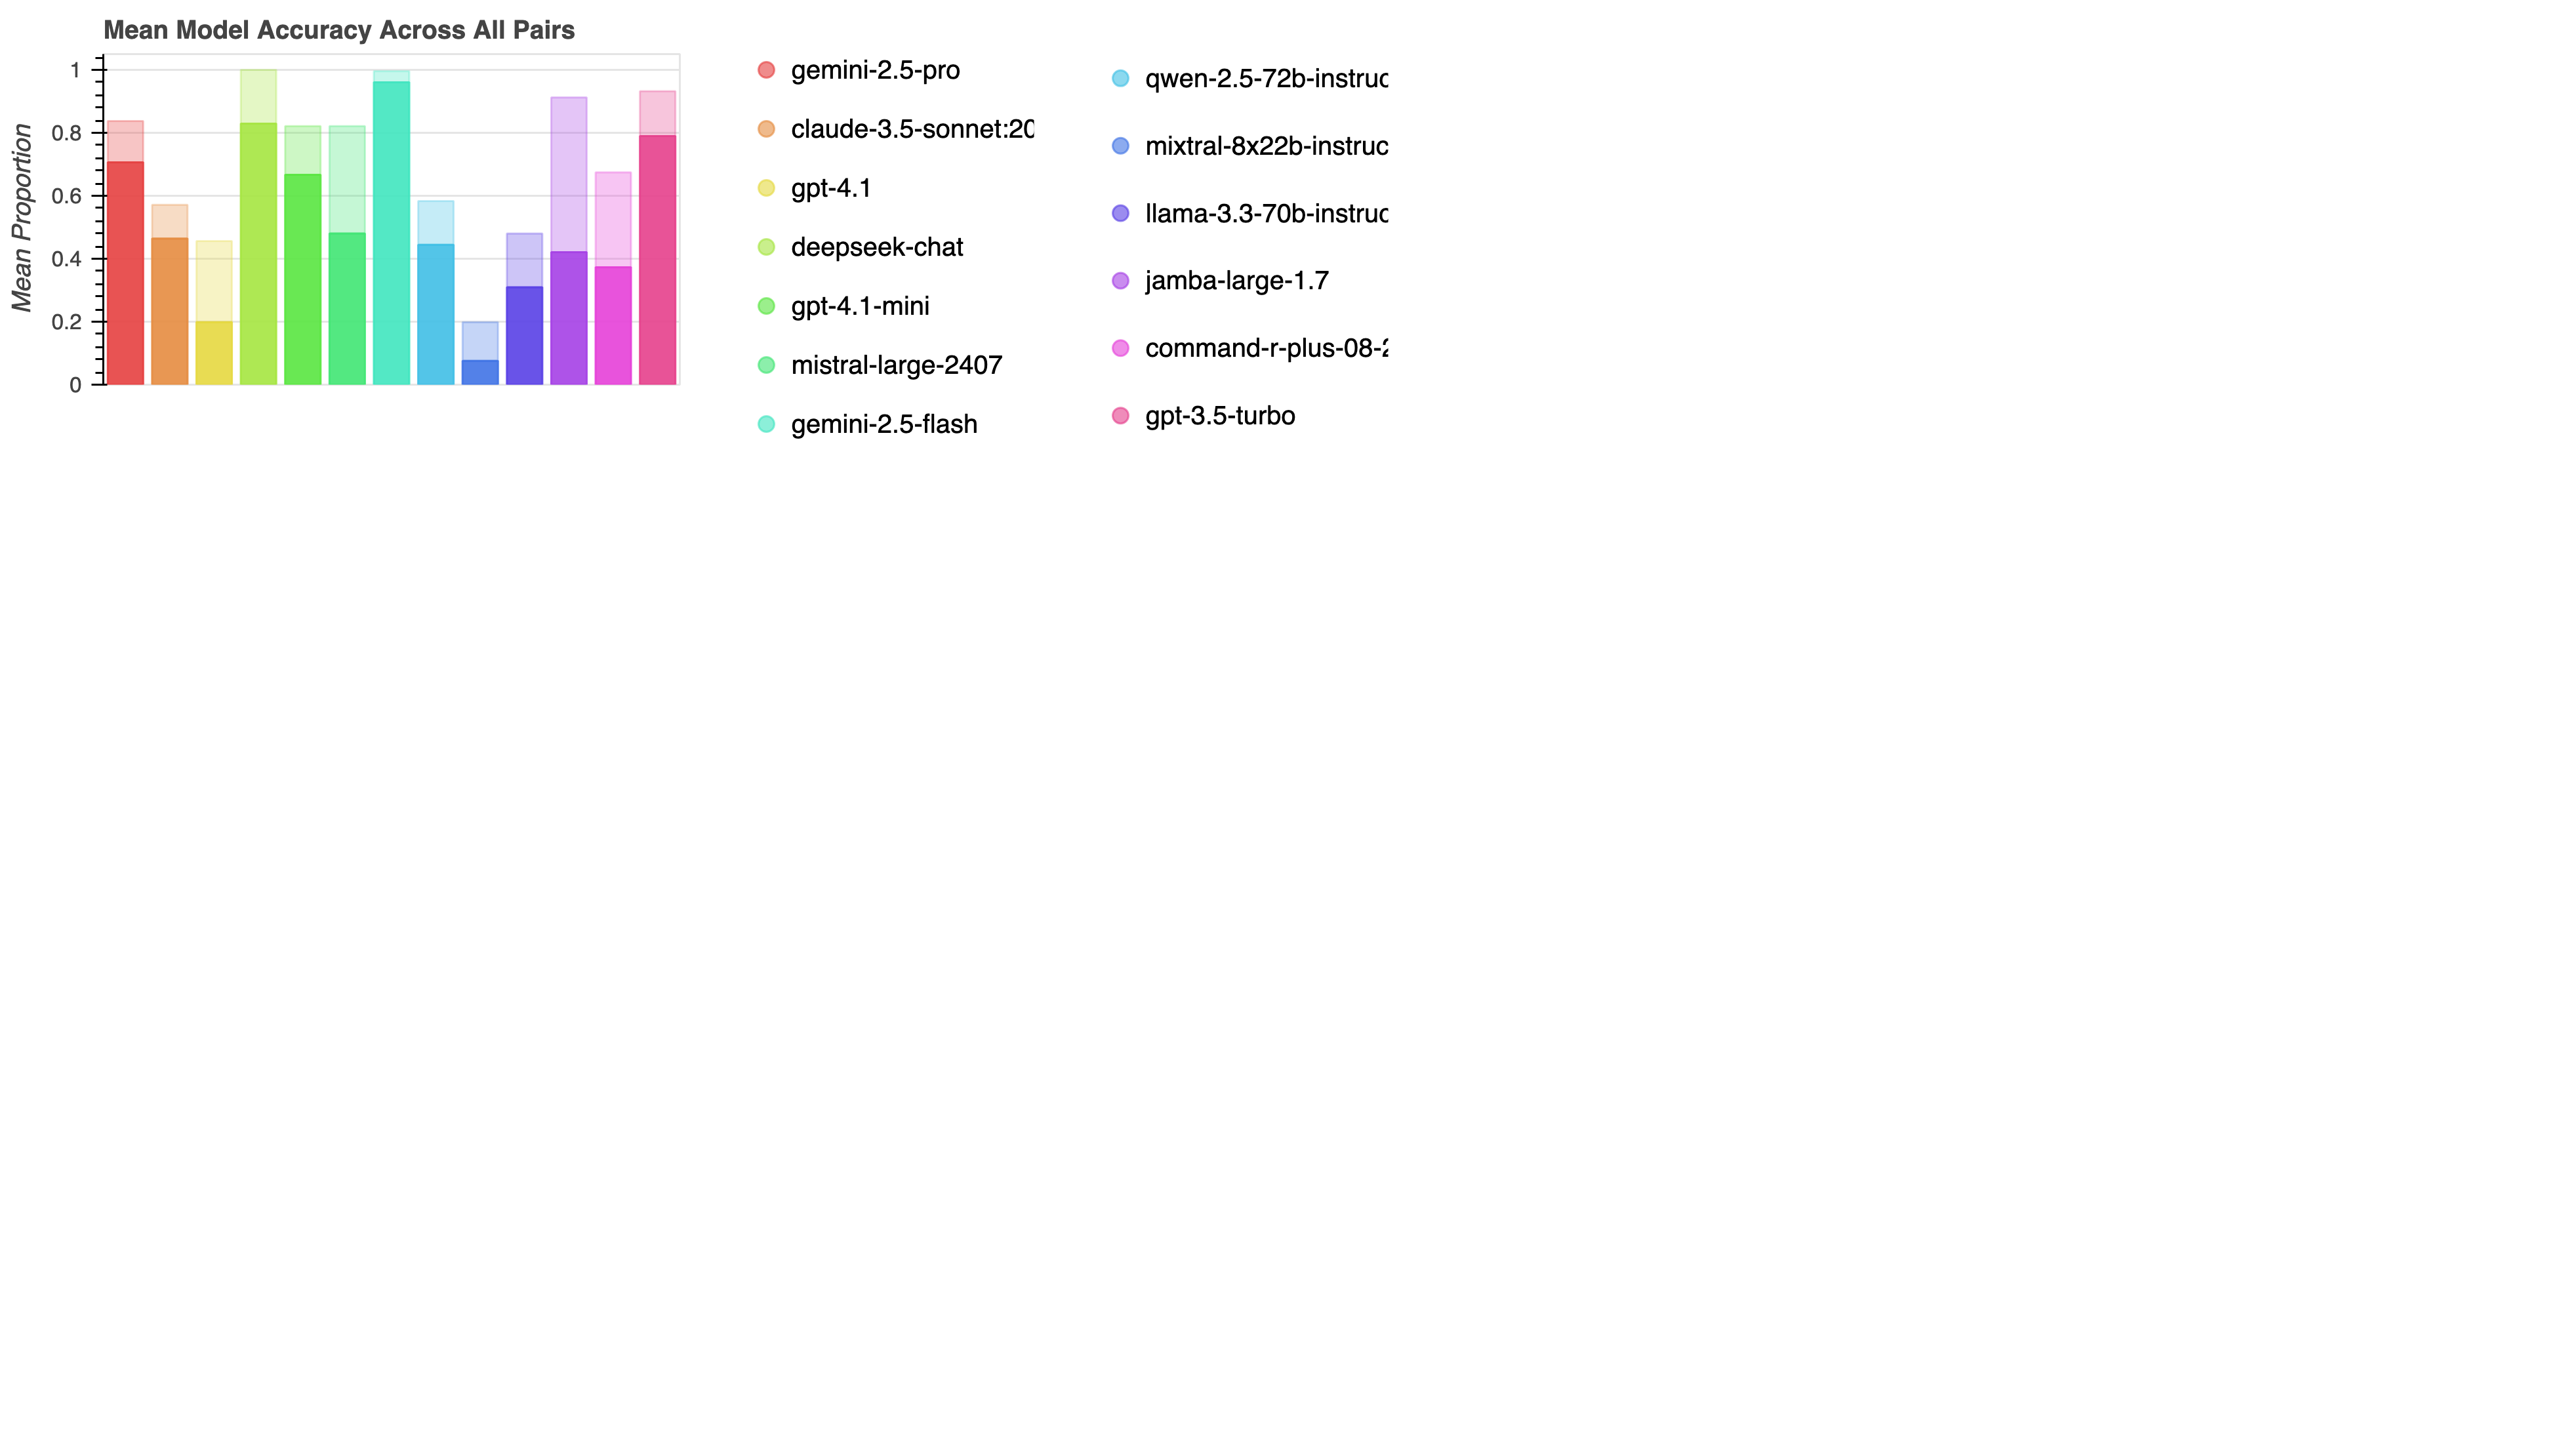 Mean Model Accuracy Across All Pairs
Mean Proportion
1
0.8
0.6
0.4
0.2
0
gemini-2.5-pro
claude-3.5-sonnet:20
gpt-4.1
deepseek-chat
gpt-4.1-mini
mistral-large-2407
gemini-2.5-flash
qwen-2.5-72b-instruc
mixtral-8x22b-instruc
llama-3.3-70b-instruc
jamba-large-1.7
command-r-plus-08-2
gpt-3.5-turbo